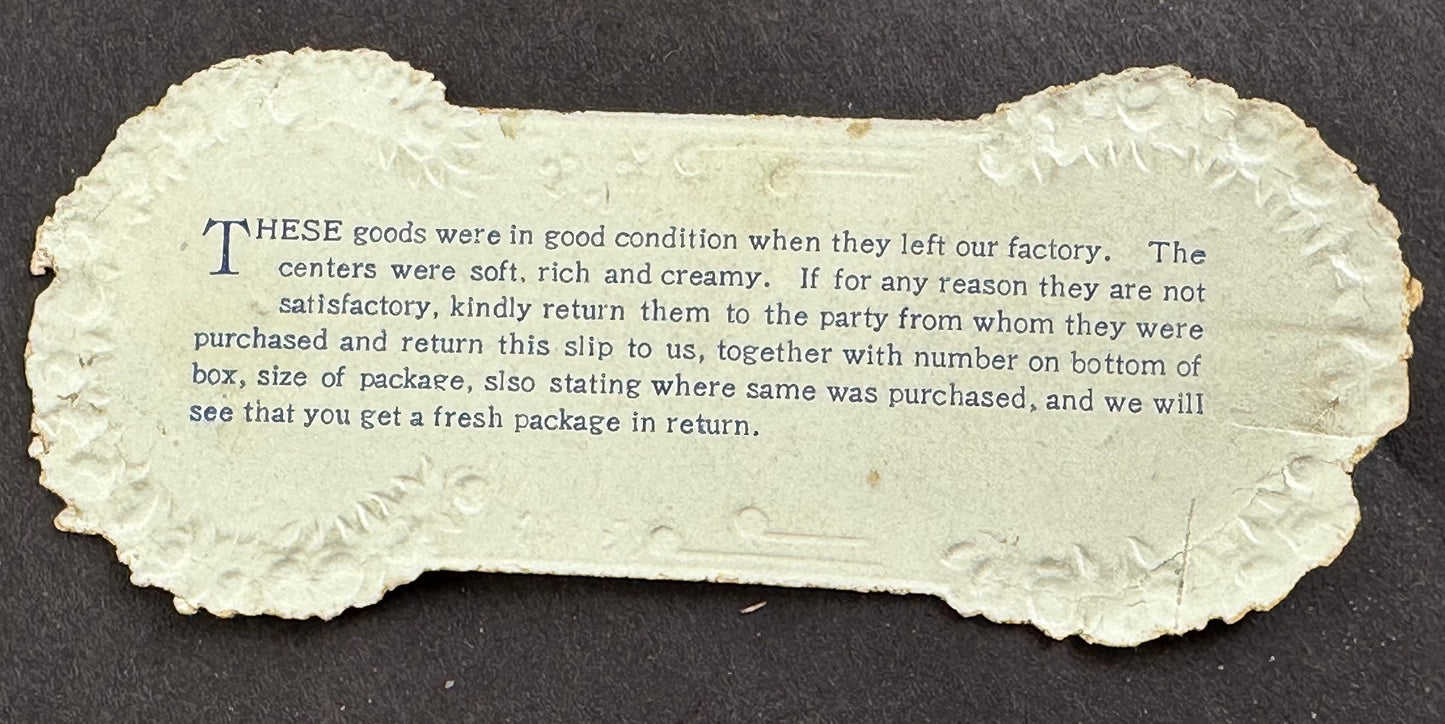 THESE goods were in good condition when they left our factory. The
centers were soft, rich and creamy. If for any reason they are not
satisfactory, kindly return them to the party from whom they were
purchased and return this slip to us, together with number on bottom of
box, size of package, slso stating where same was purchased, and we will
see that you get a fresh package in return.